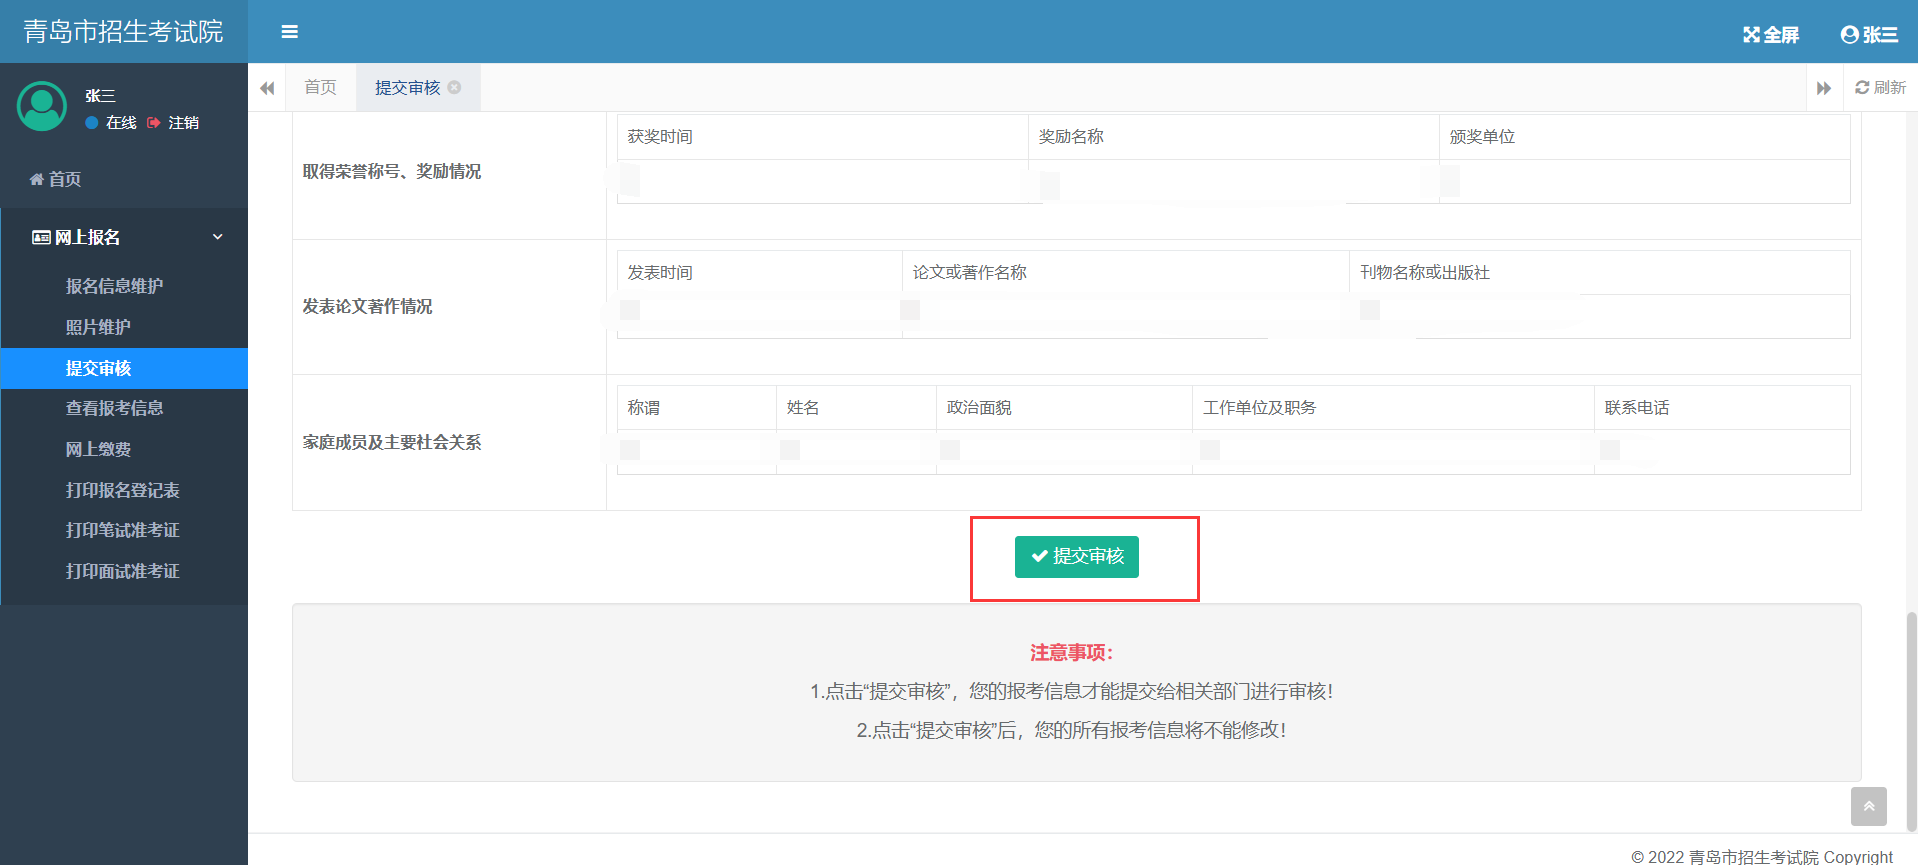 青岛市招生考试院
全屏
张三
张三
在线 注销
首页
网上报名
报名信息维护
照片维护
提交审核
查看报考信息
网上缴费
打印报名登记表
打印笔试准考证
打印面试准考证
首页 提交审核 刷新
取得荣誉称号、奖励情况
获奖时间 奖励名称 颁奖单位
发表论文著作情况
发表时间 论文或著作名称 刊物名称或出版社
家庭成员及主要社会关系
称谓 姓名 政治面貌 工作单位及职务 联系电话
提交审核
注意事项：
1.点击“提交审核”，您的报考信息才能提交给相关部门进行审核！
2.点击“提交审核”后，您的所有报考信息将不能修改！
© 2022 青岛市招生考试院 Copyright